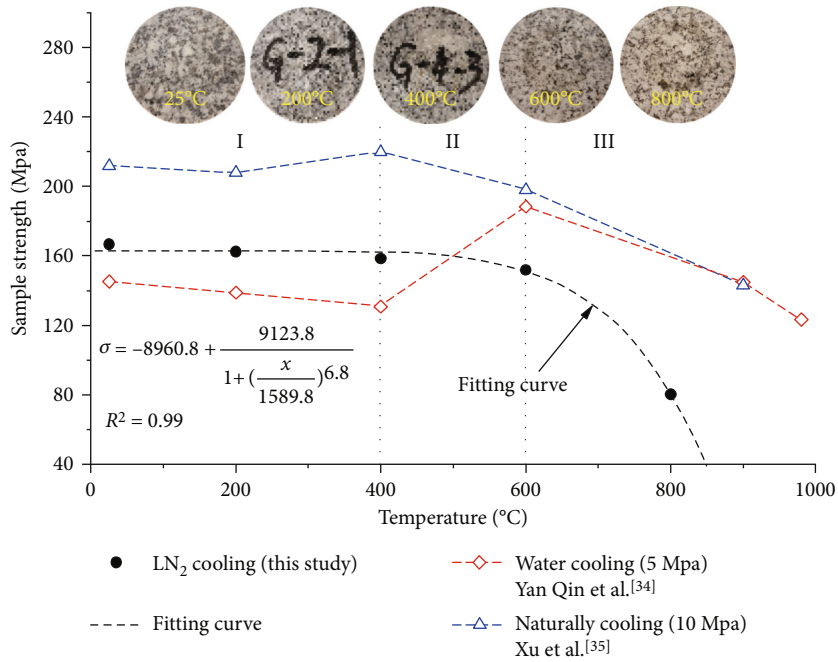 280
240
200
160
120
80
40
Sample strength (Mpa)
25°C
G-2-1
200°C
G-4-3
400°C
600°C
800°C
I
II
III
σ = –8960.8 + 9123.8 / 1+ (x / 1589.8)^6.8
R² = 0.99
Fitting curve
0 200 400 600 800 1000
Temperature (°C)
LN₂ cooling (this study)
Fitting curve
Water cooling (5 Mpa)
Yan Qin et al.[34]
Naturally cooling (10 Mpa)
Xu et al.[35]